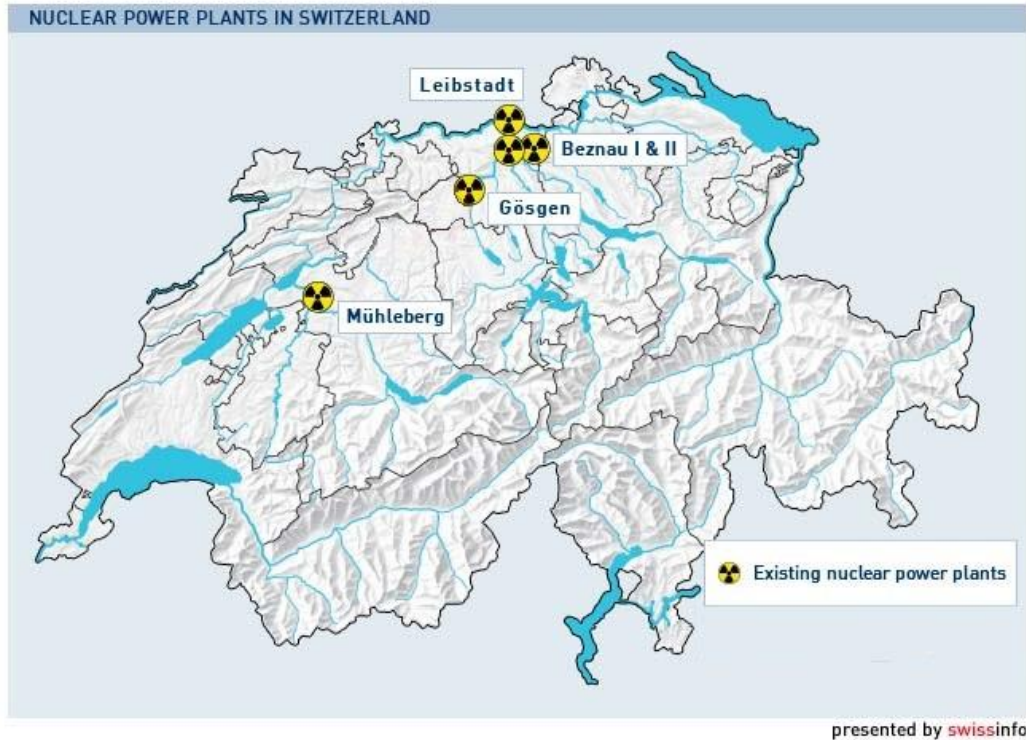 NUCLEAR POWER PLANTS IN SWITZERLAND
Leibstadt
Beznau I & II
Gösgen
Mühleberg
Existing nuclear power plants
presented by swissinfo